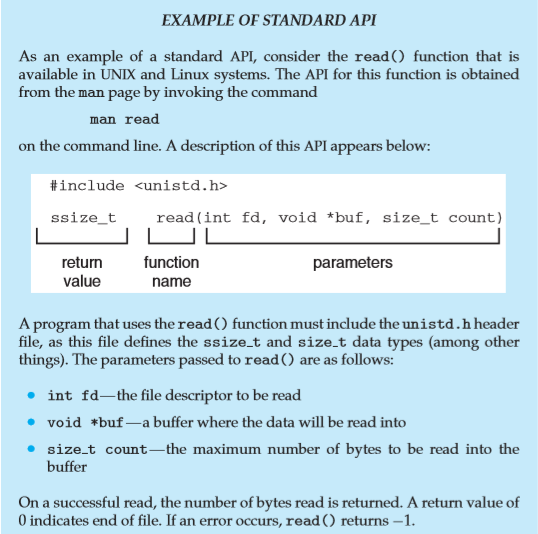 EXAMPLE OF STANDARD API
As an example of a standard API, consider the read() function that is
available in UNIX and Linux systems. The API for this function is obtained
from the man page by invoking the command
man read
on the command line. A description of this API appears below:
#include <unistd.h>
ssize_t read(int fd, void *buf, size_t count)
return function parameters
value name
A program that uses the read() function must include the unistd.h header
file, as this file defines the ssize_t and size_t data types (among other
things). The parameters passed to read() are as follows:
• int fd—the file descriptor to be read
• void *buf—a buffer where the data will be read into
• size_t count—the maximum number of bytes to be read into the
buffer
On a successful read, the number of bytes read is returned. A return value of
0 indicates end of file. If an error occurs, read() returns −1.